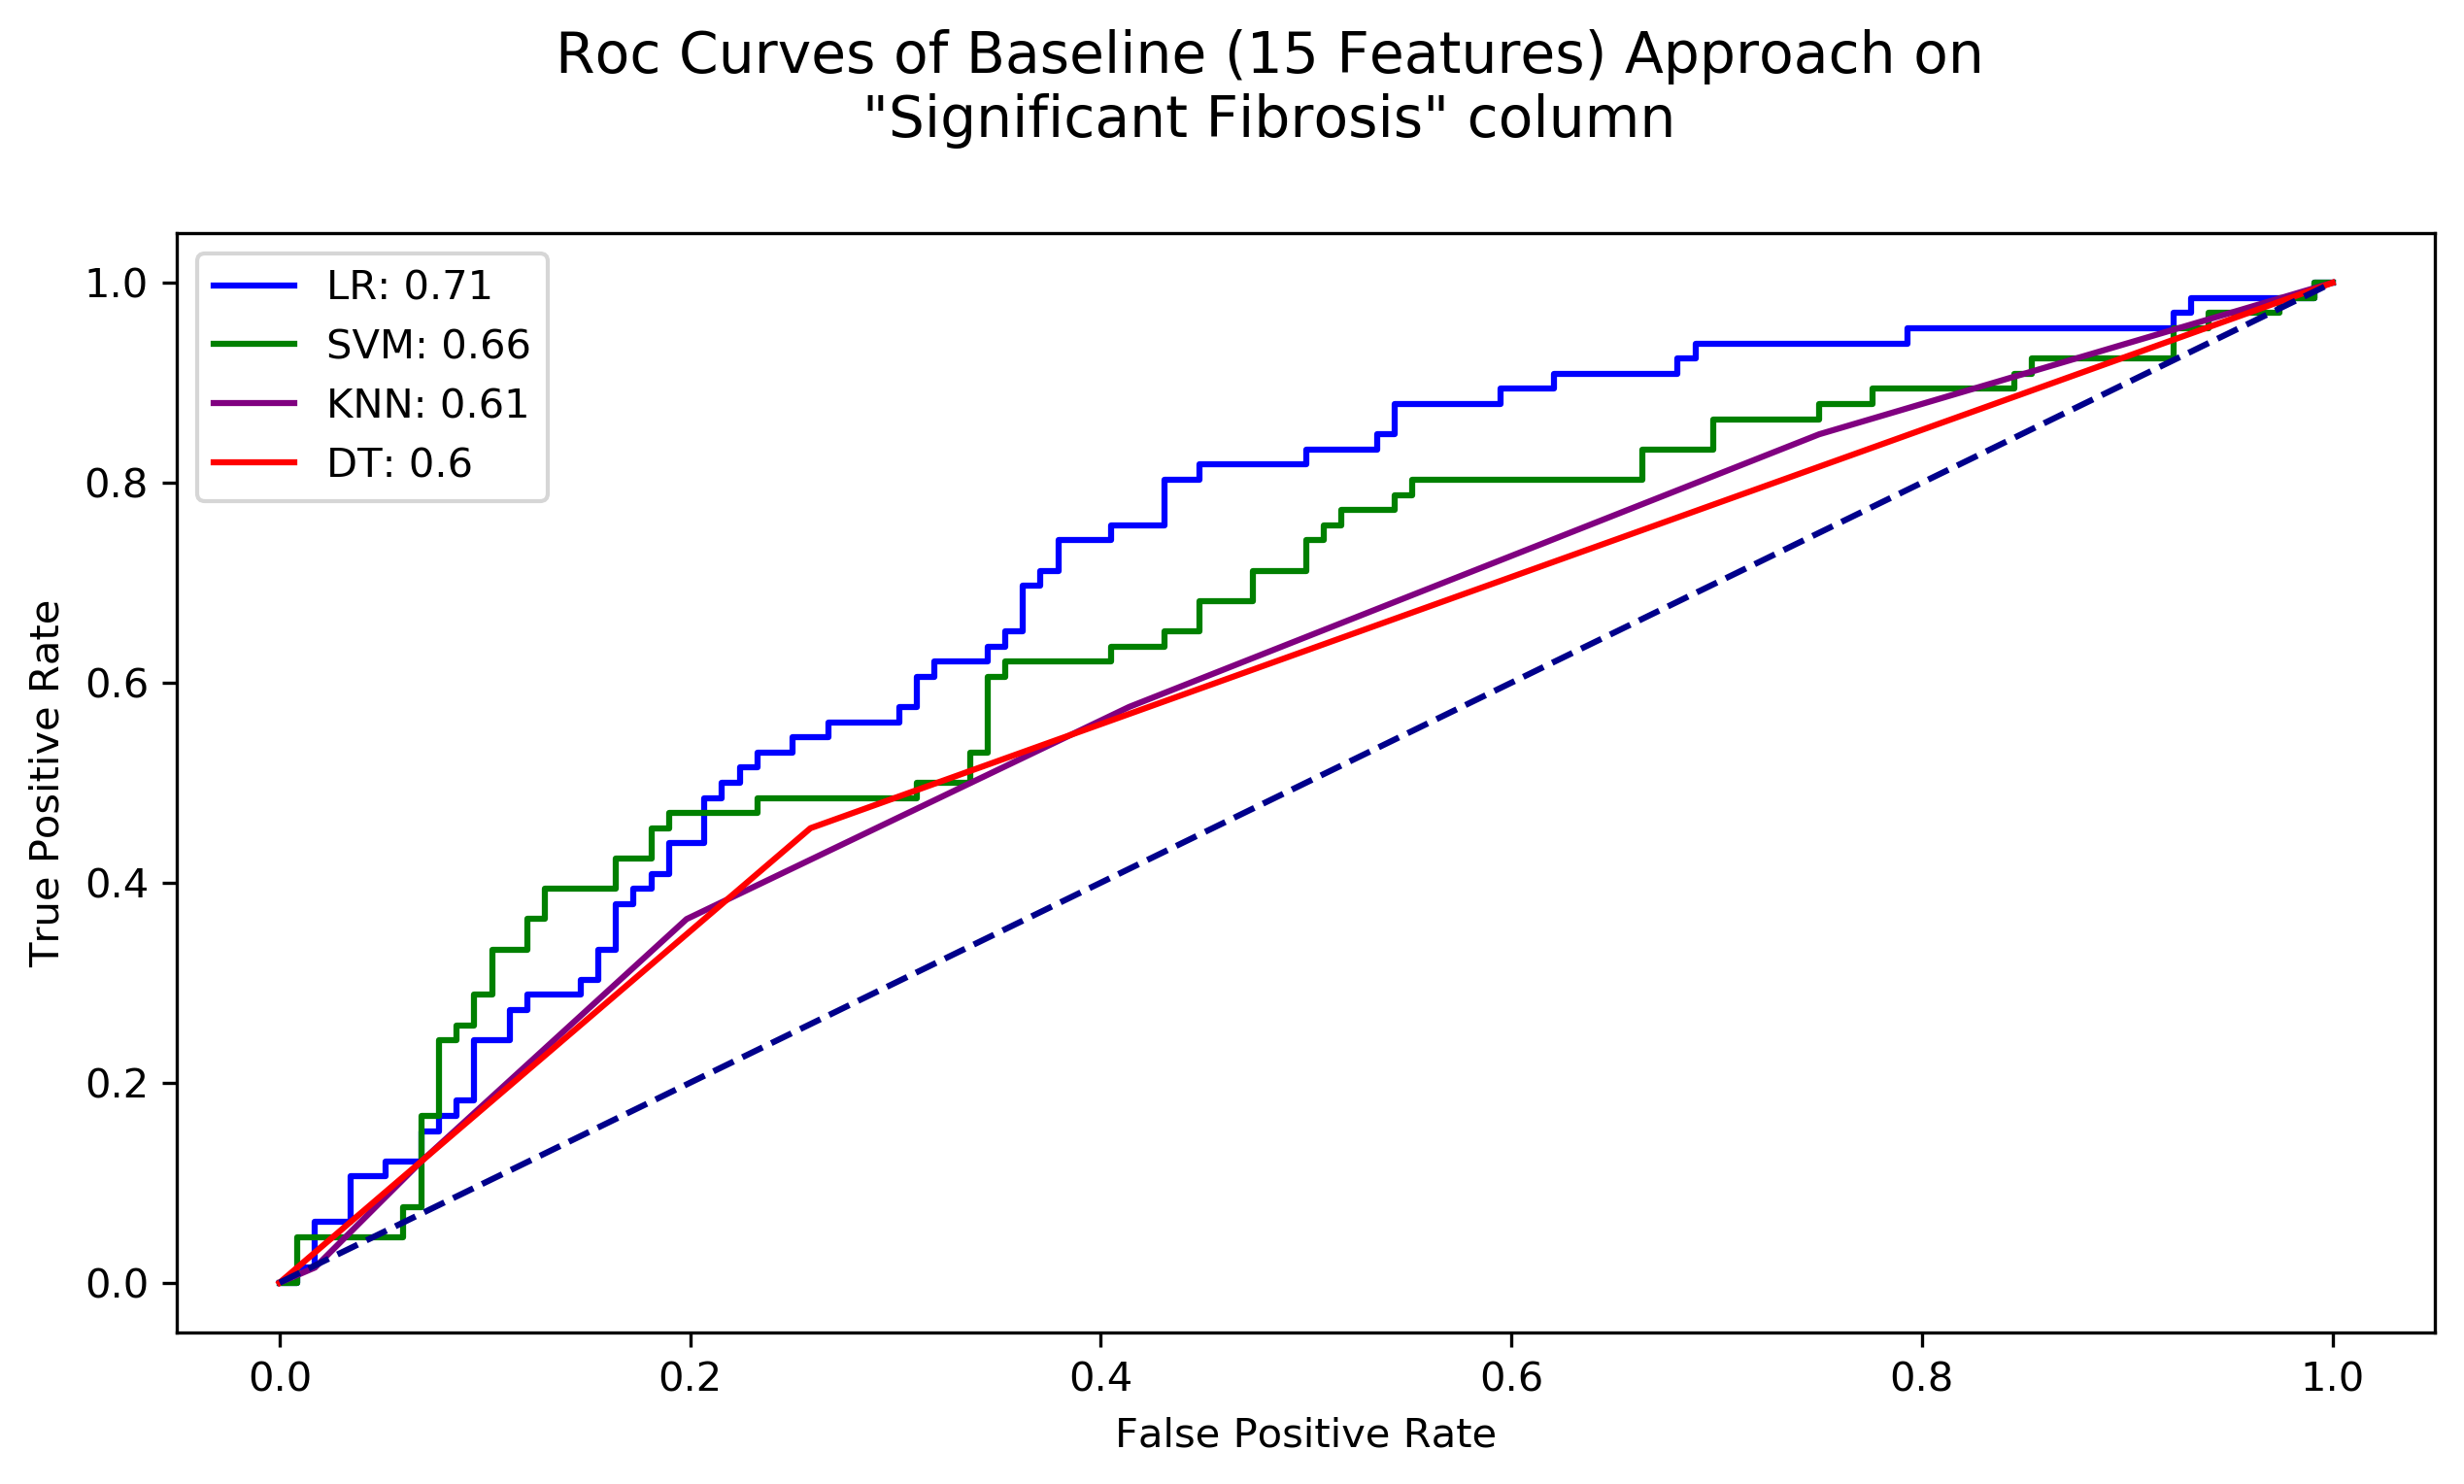 Roc Curves of Baseline (15 Features) Approach on
"Significant Fibrosis" column
LR: 0.71
SVM: 0.66
KNN: 0.61
DT: 0.6
True Positive Rate
1.0
0.8
0.6
0.4
0.2
0.0
0.0 0.2 0.4 0.6 0.8 1.0
False Positive Rate